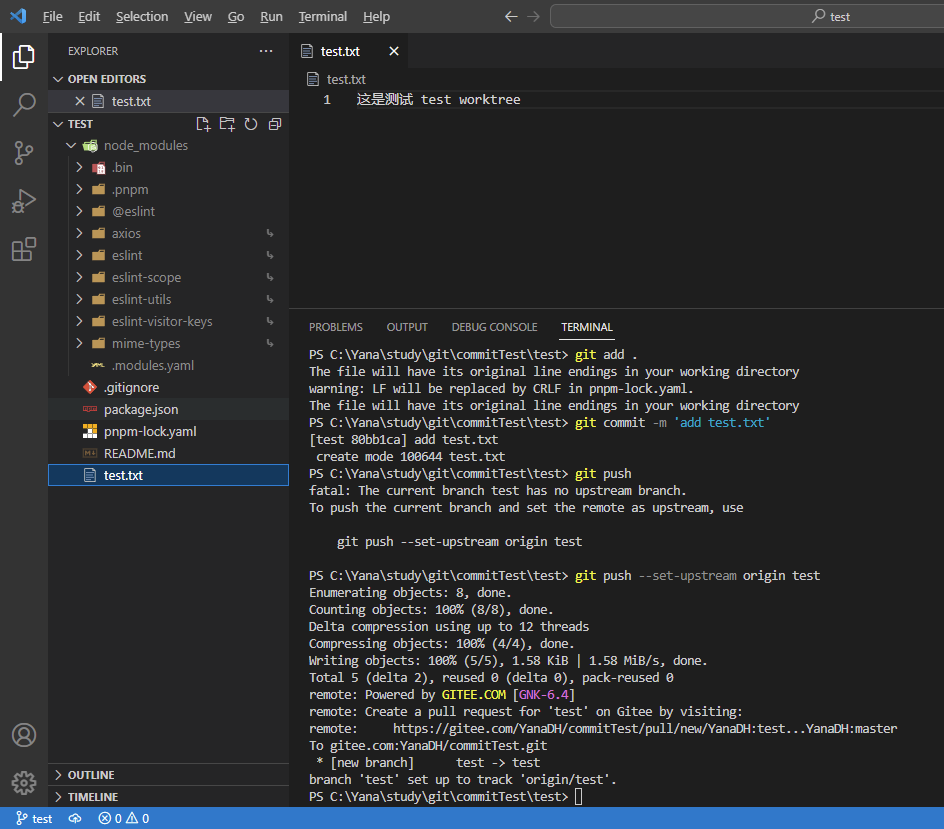 File Edit Selection View Go Run Terminal Help
test
EXPLORER
OPEN EDITORS
test.txt
TEST
node_modules
.bin
.pnpm
@eslint
axios
eslint
eslint-scope
eslint-utils
eslint-visitor-keys
mime-types
.modules.yaml
.gitignore
package.json
pnpm-lock.yaml
README.md
test.txt
OUTLINE
TIMELINE
test.txt
test.txt
1 这是测试 test worktree
PROBLEMS OUTPUT DEBUG CONSOLE TERMINAL
PS C:\Yana\study\git\commitTest\test> git add .
The file will have its original line endings in your working directory
warning: LF will be replaced by CRLF in pnpm-lock.yaml.
The file will have its original line endings in your working directory
PS C:\Yana\study\git\commitTest\test> git commit -m 'add test.txt'
[test 80bb1ca] add test.txt
create mode 100644 test.txt
PS C:\Yana\study\git\commitTest\test> git push
fatal: The current branch test has no upstream branch.
To push the current branch and set the remote as upstream, use
git push --set-upstream origin test
PS C:\Yana\study\git\commitTest\test> git push --set-upstream origin test
Enumerating objects: 8, done.
Counting objects: 100% (8/8), done.
Delta compression using up to 12 threads
Compressing objects: 100% (4/4), done.
Writing objects: 100% (5/5), 1.58 KiB | 1.58 MiB/s, done.
Total 5 (delta 2), reused 0 (delta 0), pack-reused 0
remote: Powered by GITEE.COM [GNK-6.4]
remote: Create a pull request for 'test' on Gitee by visiting:
remote: https://gitee.com/YanaDH/commitTest/pull/new/YanaDH:test...YanaDH:master
To gitee.com:YanaDH/commitTest.git
* [new branch] test -> test
branch 'test' set up to track 'origin/test'.
PS C:\Yana\study\git\commitTest\test>
test 0 0